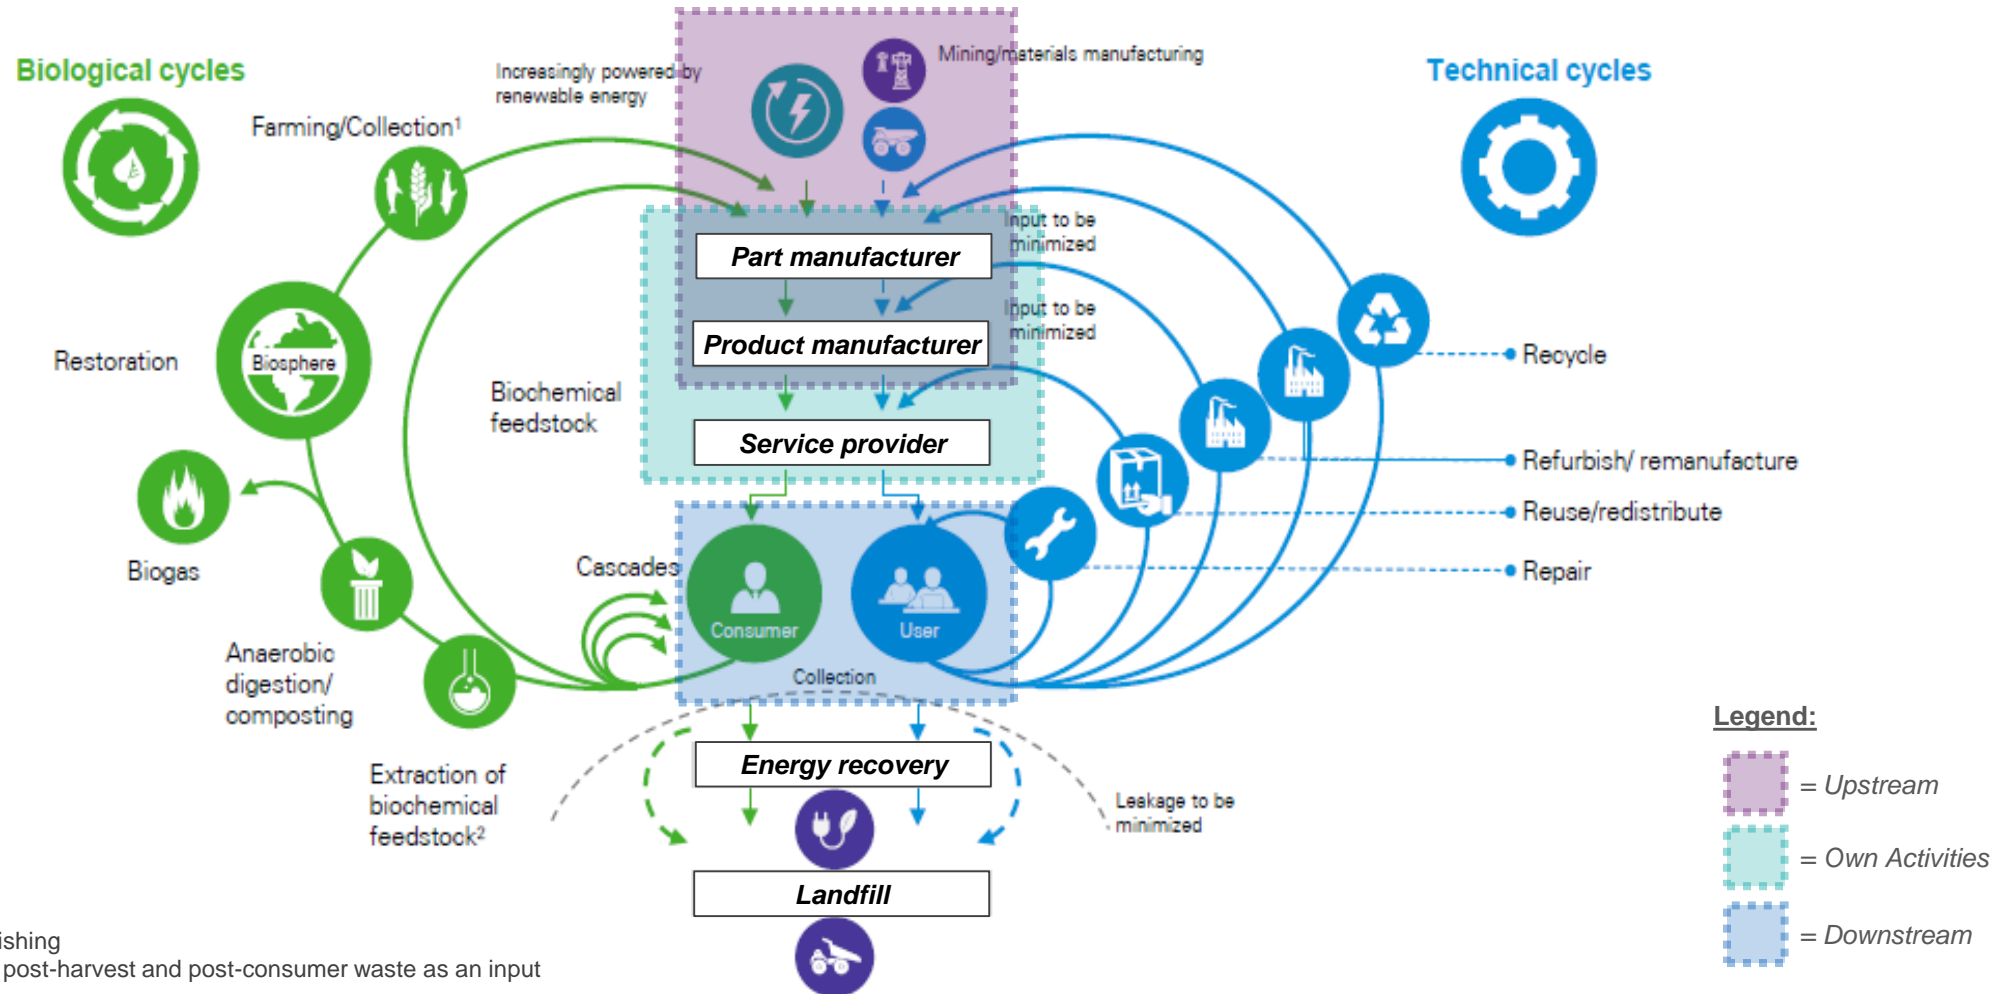 Biological cycles
Increasingly powered by
renewable energy
Mining/materials manufacturing
Technical cycles
Farming/Collection¹
Input to be
minimized
Part manufacturer
Input to be
minimized
Product manufacturer
Restoration
Biosphere
Recycle
Biochemical
feedstock
Service provider
Refurbish/ remanufacture
Reuse/redistribute
Biogas
Cascades
Repair
Consumer
User
Collection
Anaerobic
digestion/
composting
Energy recovery
Extraction of
biochemical
feedstock²
Leakage to be
minimized
Landfill
Legend:
= Upstream
= Own Activities
= Downstream
post-harvest and post-consumer waste as an input